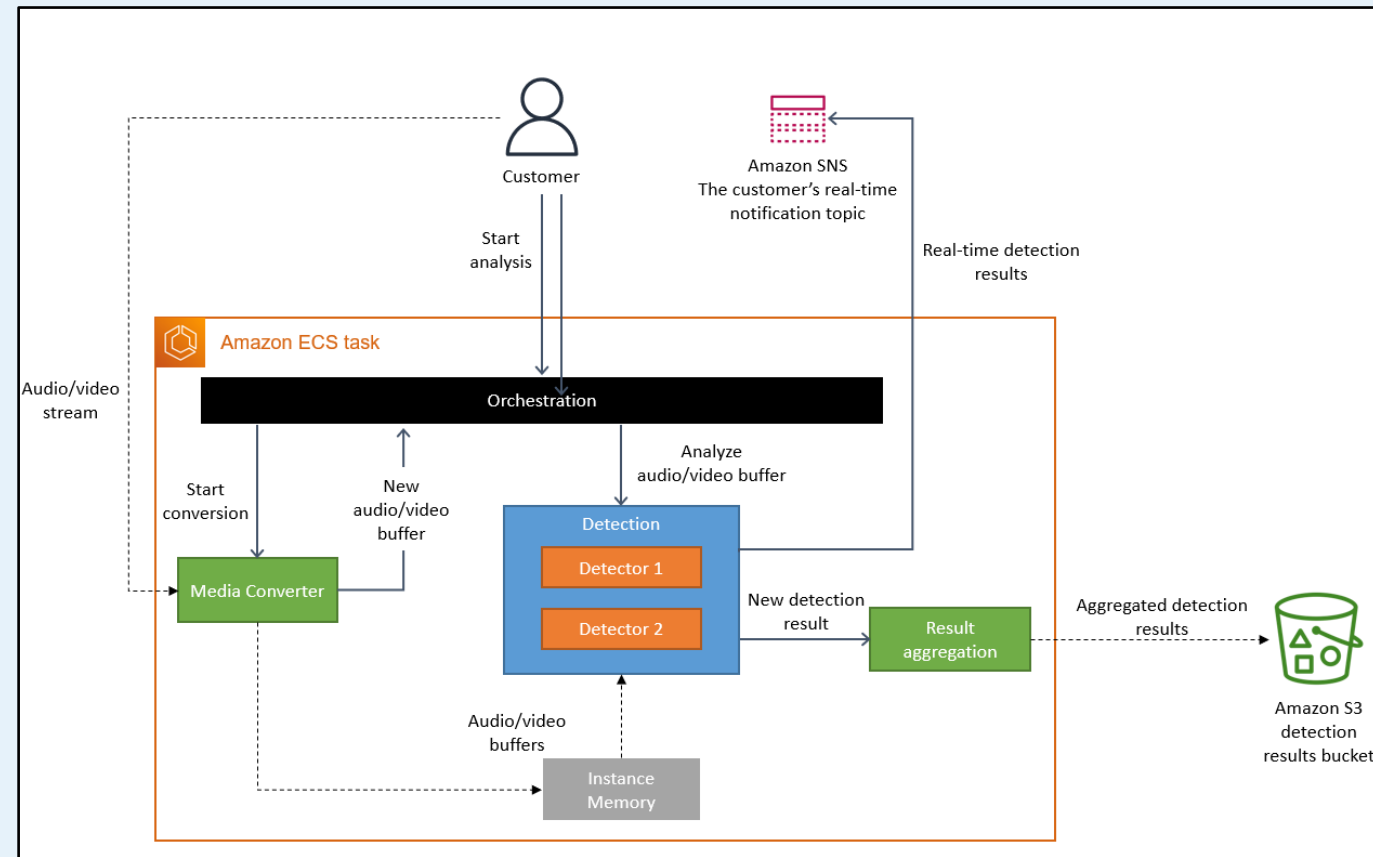 Customer
Amazon SNS
The customer’s real-time
notification topic
Start
analysis
Real-time detection
results
Amazon ECS task
Audio/video
stream
Orchestration
Analyze
audio/video buffer
Start
conversion
New
audio/video
buffer
Detection
Detector 1
Detector 2
Media Converter
New detection
result
Result
aggregation
Aggregated detection
results
Amazon S3
detection
results bucket
Audio/video
buffers
Instance
Memory